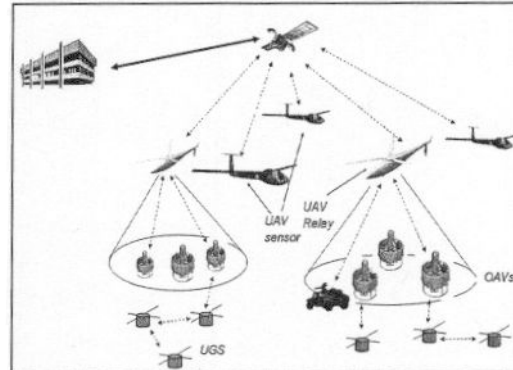 UAV
sensor
UAV
Relay
OAVs
UGS